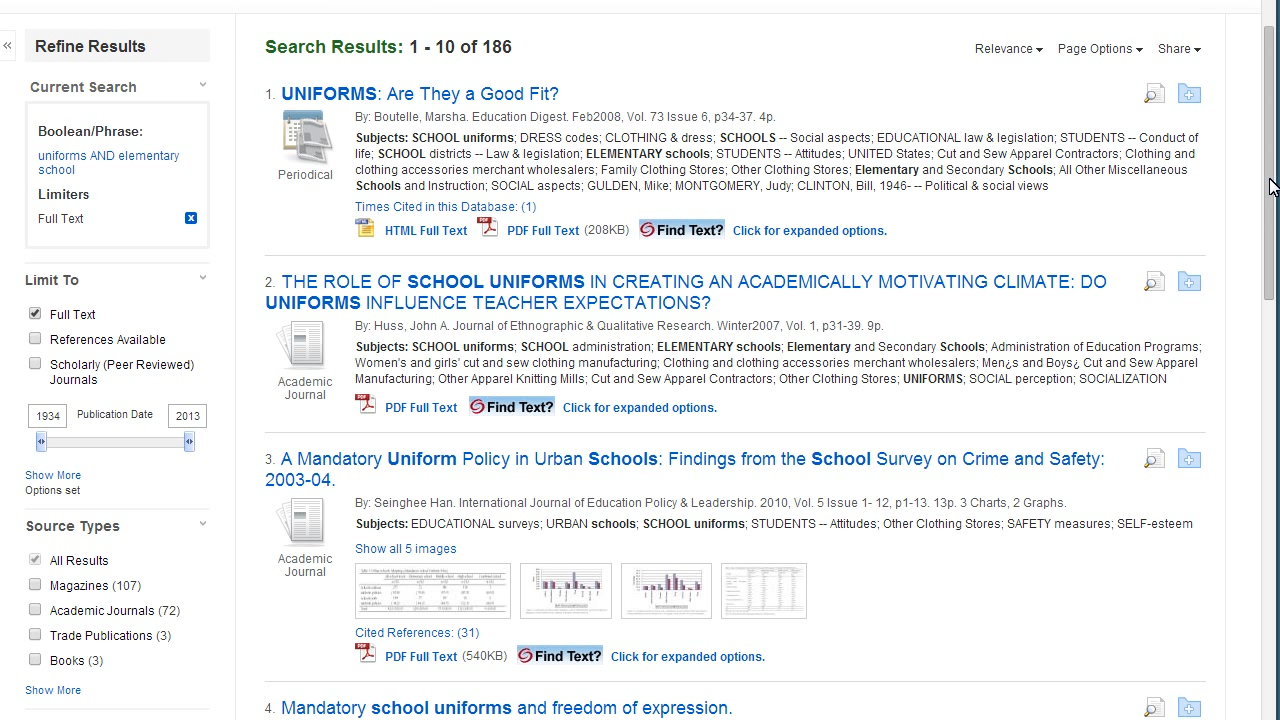 Refine Results
Current Search
Boolean/Phrase:
uniforms AND elementary
school
Limiters
Full Text
Limit To
Full Text
References Available
Scholarly (Peer Reviewed)
Journals
1934 Publication Date 2013
Show More
Options set
Source Types
All Results
Magazines (107)
Academic Journals (72)
Trade Publications (3)
Books (3)
Show More
Search Results: 1 - 10 of 186
Relevance Page Options Share
1. UNIFORMS: Are They a Good Fit?
Periodical
By: Boutelle, Marsha. Education Digest. Feb2008, Vol. 73 Issue 6, p34-37. 4p.
Subjects: SCHOOL uniforms; DRESS codes; CLOTHING & dress; SCHOOLS -- Social aspects; EDUCATIONAL law & legislation; STUDENTS -- Conduct of
life; SCHOOL districts -- Law & legislation; ELEMENTARY schools; STUDENTS -- Attitudes; UNITED States; Cut and Sew Apparel Contractors; Clothing and
clothing accessories merchant wholesalers; Family Clothing Stores; Other Clothing Stores; Elementary and Secondary Schools; All Other Miscellaneous
Schools and Instruction; SOCIAL aspects; GULDEN, Mike; MONTGOMERY, Judy; CLINTON, Bill, 1946- -- Political & social views
Times Cited in this Database: (1)
HTML Full Text PDF PDF Full Text (208KB) Find Text? Click for expanded options.
2. THE ROLE OF SCHOOL UNIFORMS IN CREATING AN ACADEMICALLY MOTIVATING CLIMATE: DO
UNIFORMS INFLUENCE TEACHER EXPECTATIONS?
Academic
Journal
By: Huss, John A. Journal of Ethnographic & Qualitative Research. Winter2007, Vol. 1, p31-39. 9p.
Subjects: SCHOOL uniforms; SCHOOL administration; ELEMENTARY schools; Elementary and Secondary Schools; Administration of Education Programs;
Women's and girls' cut and sew clothing manufacturing; Clothing and clothing accessories merchant wholesalers; Men¿s and Boys¿ Cut and Sew Apparel
Manufacturing; Other Apparel Knitting Mills; Cut and Sew Apparel Contractors; Other Clothing Stores; UNIFORMS; SOCIAL perception; SOCIALIZATION
PDF PDF Full Text Find Text? Click for expanded options.
3. A Mandatory Uniform Policy in Urban Schools: Findings from the School Survey on Crime and Safety:
2003-04.
Academic
Journal
By: Seinghee Han. International Journal of Education Policy & Leadership. 2010, Vol. 5 Issue 1- 12, p1-13. 13p. 3 Charts, 2 Graphs.
Subjects: EDUCATIONAL surveys; URBAN schools; SCHOOL uniforms; STUDENTS -- Attitudes; Other Clothing Stores; SAFETY measures; SELF-esteem
Show all 5 images
Cited References: (31)
PDF PDF Full Text (540KB) Find Text? Click for expanded options.
4. Mandatory school uniforms and freedom of expression.